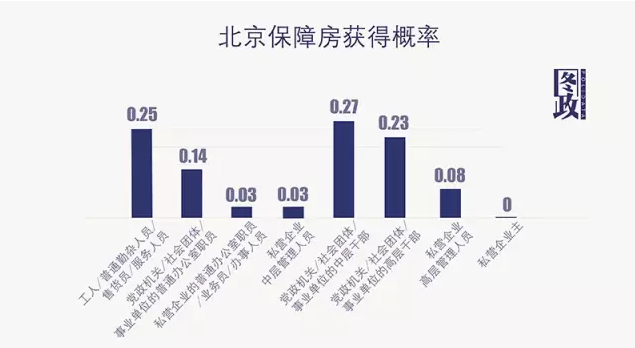 北京保障房获得概率
图政
0.25
0.14
0.03
0.03
0.27
0.23
0.08
0
工人/普通勤杂人员/
售货员/服务人员
党政机关/社会团体/
事业单位的普通办公室职员
私营企业的普通办公室职员
/业务员/办事人员
私营企业
中层管理人员
党政机关/社会团体/
事业单位的中层干部
党政机关/社会团体/
事业单位的高层干部
私营企业
高层管理人员
私营企业主